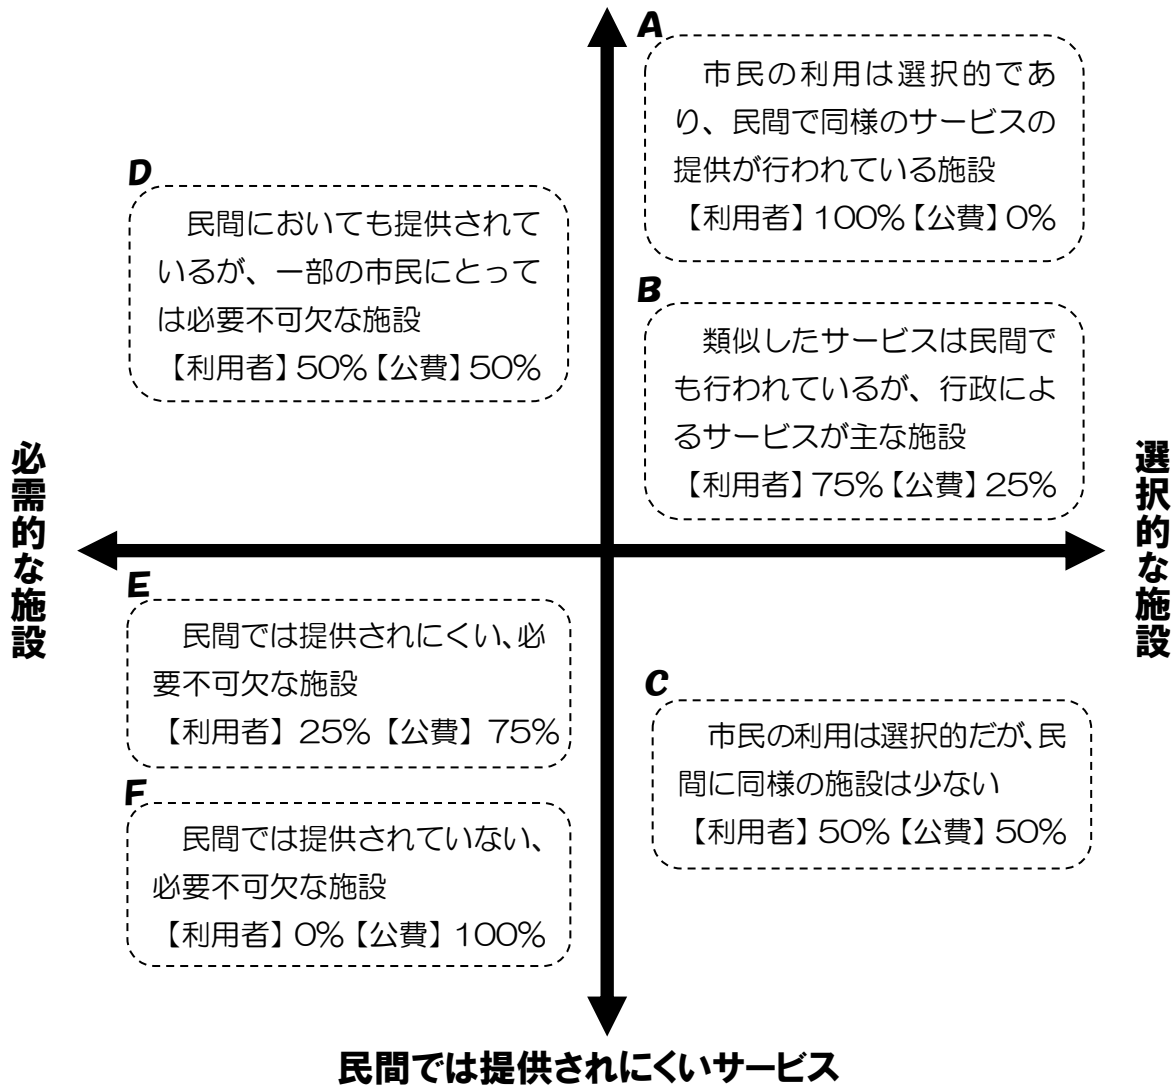 A
市民の利用は選択的であ
り、民間で同様のサービスの
提供が行われている施設
【利用者】100%【公費】0%
D
民間においても提供されて
いるが、一部の市民にとって
は必要不可欠な施設
【利用者】50%【公費】50%
B
類似したサービスは民間で
も行われているが、行政によ
るサービスが主な施設
【利用者】75%【公費】25%
必需的な施設
選択的な施設
E
民間では提供されにくい、必
要不可欠な施設
【利用者】25%【公費】75%
C
市民の利用は選択的だが、民
間に同様の施設は少ない
【利用者】50%【公費】50%
F
民間では提供されていない、
必要不可欠な施設
【利用者】0%【公費】100%
民間では提供されにくいサービス